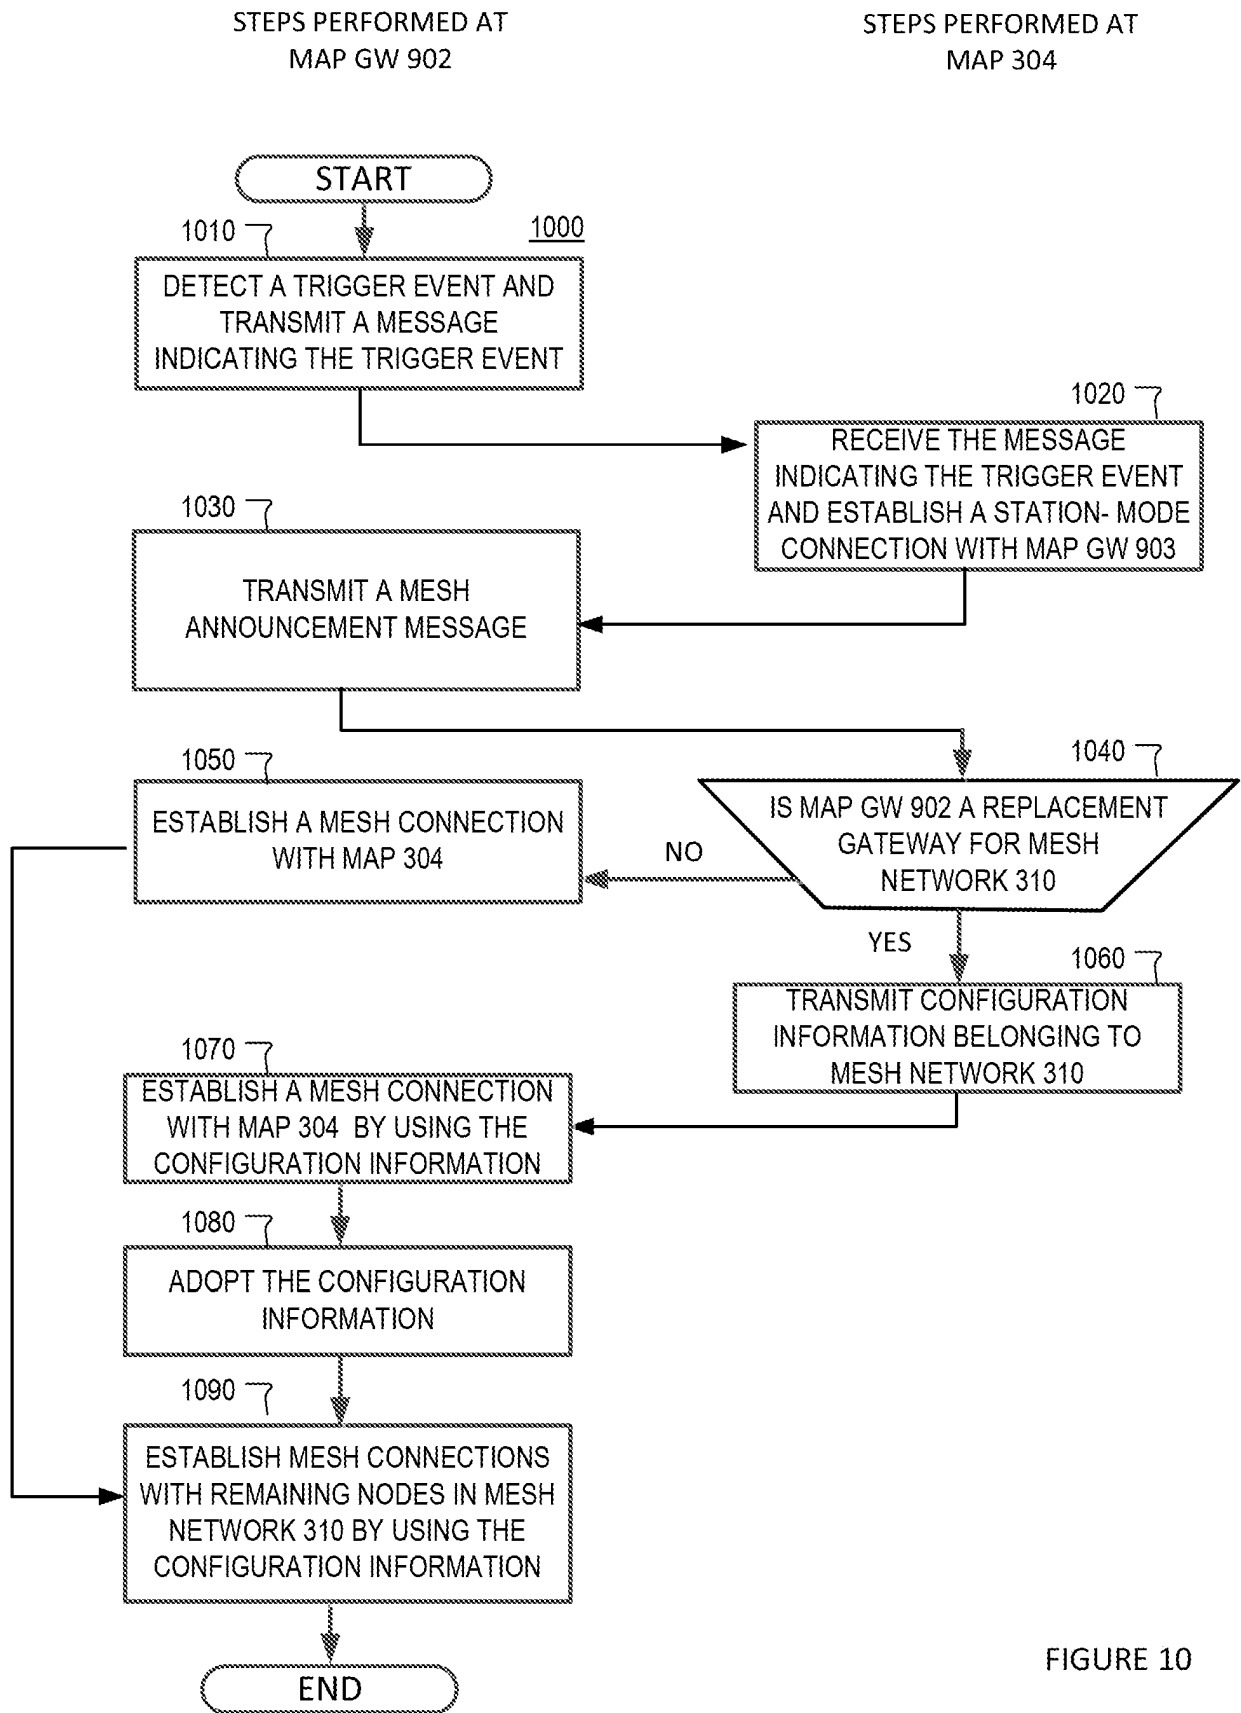 STEPS PERFORMED AT
MAP GW 902
STEPS PERFORMED AT
MAP 304
START
1010
1000
DETECT A TRIGGER EVENT AND
TRANSMIT A MESSAGE
INDICATING THE TRIGGER EVENT
1020
RECEIVE THE MESSAGE
INDICATING THE TRIGGER EVENT
AND ESTABLISH A STATION- MODE
CONNECTION WITH MAP GW 903
1030
TRANSMIT A MESH
ANNOUNCEMENT MESSAGE
1040
IS MAP GW 902 A REPLACEMENT
GATEWAY FOR MESH
NETWORK 310
NO
YES
1050
ESTABLISH A MESH CONNECTION
WITH MAP 304
1060
TRANSMIT CONFIGURATION
INFORMATION BELONGING TO
MESH NETWORK 310
1070
ESTABLISH A MESH CONNECTION
WITH MAP 304 BY USING THE
CONFIGURATION INFORMATION
1080
ADOPT THE CONFIGURATION
INFORMATION
1090
ESTABLISH MESH CONNECTIONS
WITH REMAINING NODES IN MESH
NETWORK 310 BY USING THE
CONFIGURATION INFORMATION
END
FIGURE 10